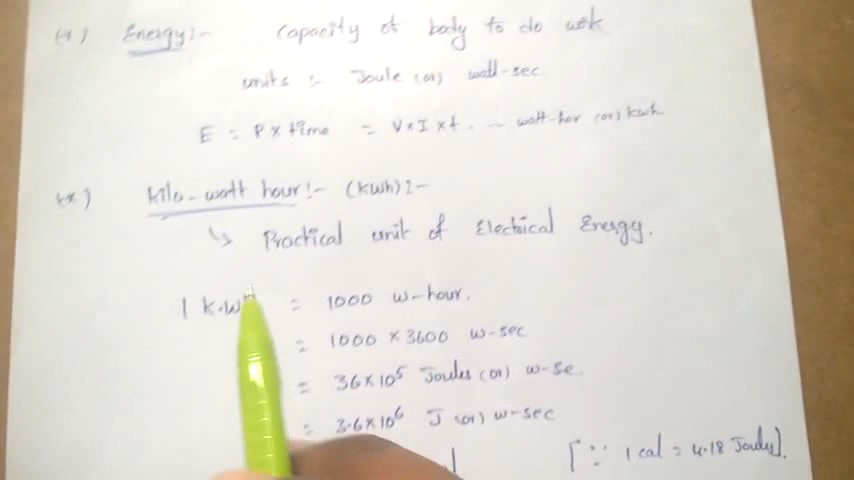 Energy:- Capacity of body to do work
units :- Joule (or) watt-sec
E = P x time = V x I x t. - watt-hor (or) kwh
(x) kilo-watt hour:- (kwh):-
↳ Practical unit of Electrical Energy.
1 k.wh = 1000 w-hour.
= 1000 x 3600 w-sec
= 36 x 10⁵ Joules (or) w-se
= 3.6 x 10⁶ J (or) w-sec
[∵ 1 cal = 4.18 Joules].